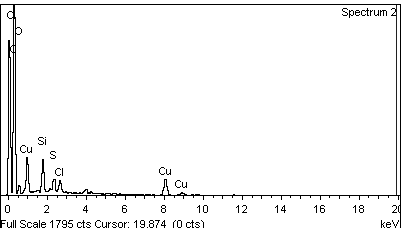 Spectrum 2
O
C
Cu
Si
S
Cl
Cu
Cu
0 2 4 6 8 10 12 14 16 18 20
Full Scale 1795 cts Cursor: 19.874 (0 cts) keV